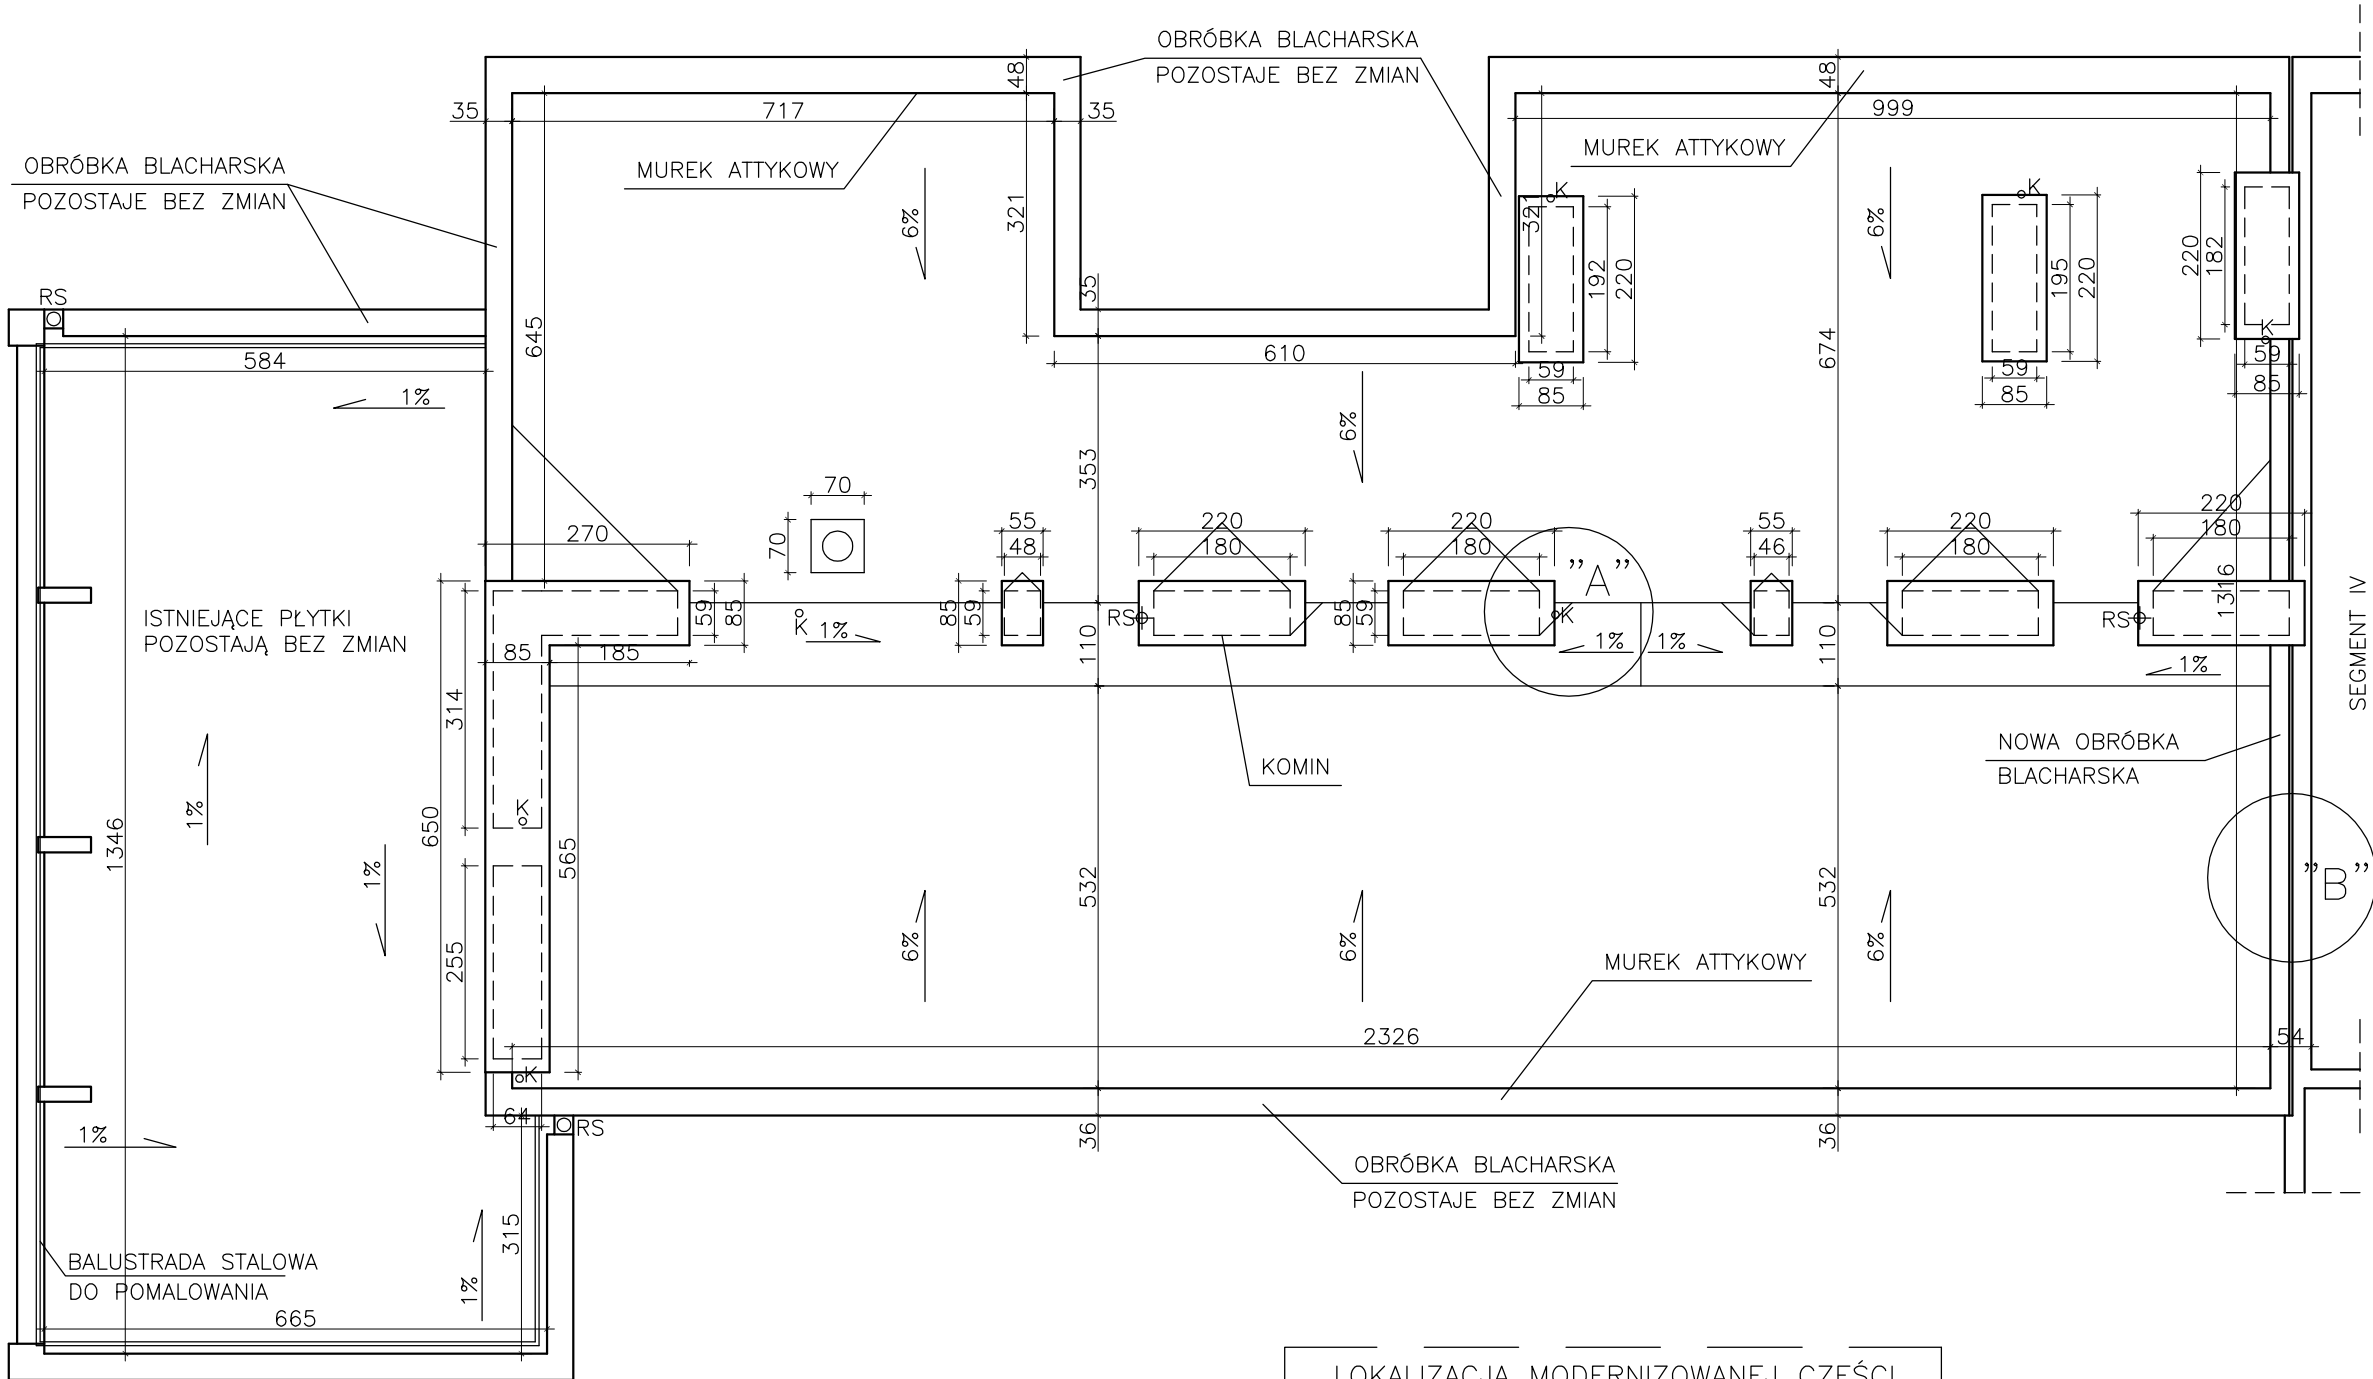 OBRÓBKA BLACHARSKA
POZOSTAJE BEZ ZMIAN
48
48
35
717
35
999
MUREK ATTYKOWY
MUREK ATTYKOWY
OBRÓBKA BLACHARSKA
POZOSTAJE BEZ ZMIAN
6%
321
321
K
K
6%
220
182
192
220
195
220
RS
35
645
584
610
674
K
59
85
59
85
59
85
1%
6%
353
70
70
270
55
48
220
180
220
180
"A"
55
46
220
180
220
180
1316
SEGMENT IV
ISTNIEJĄCE PŁYTKI
POZOSTAJĄ BEZ ZMIAN
59
85
K
1%
85
59
RS
85
59
K
RS
110
110
1%
1%
1%
85
185
314
NOWA OBRÓBKA
BLACHARSKA
KOMIN
1%
1346
650
K
565
1%
532
532
"B"
255
6%
6%
6%
MUREK ATTYKOWY
2326
54
K
64
RS
36
36
1%
OBRÓBKA BLACHARSKA
POZOSTAJE BEZ ZMIAN
315
1%
BALUSTRADA STALOWA
DO POMALOWANIA
665
LOKALIZACJA MODERNIZOWANEJ CZĘŚCI